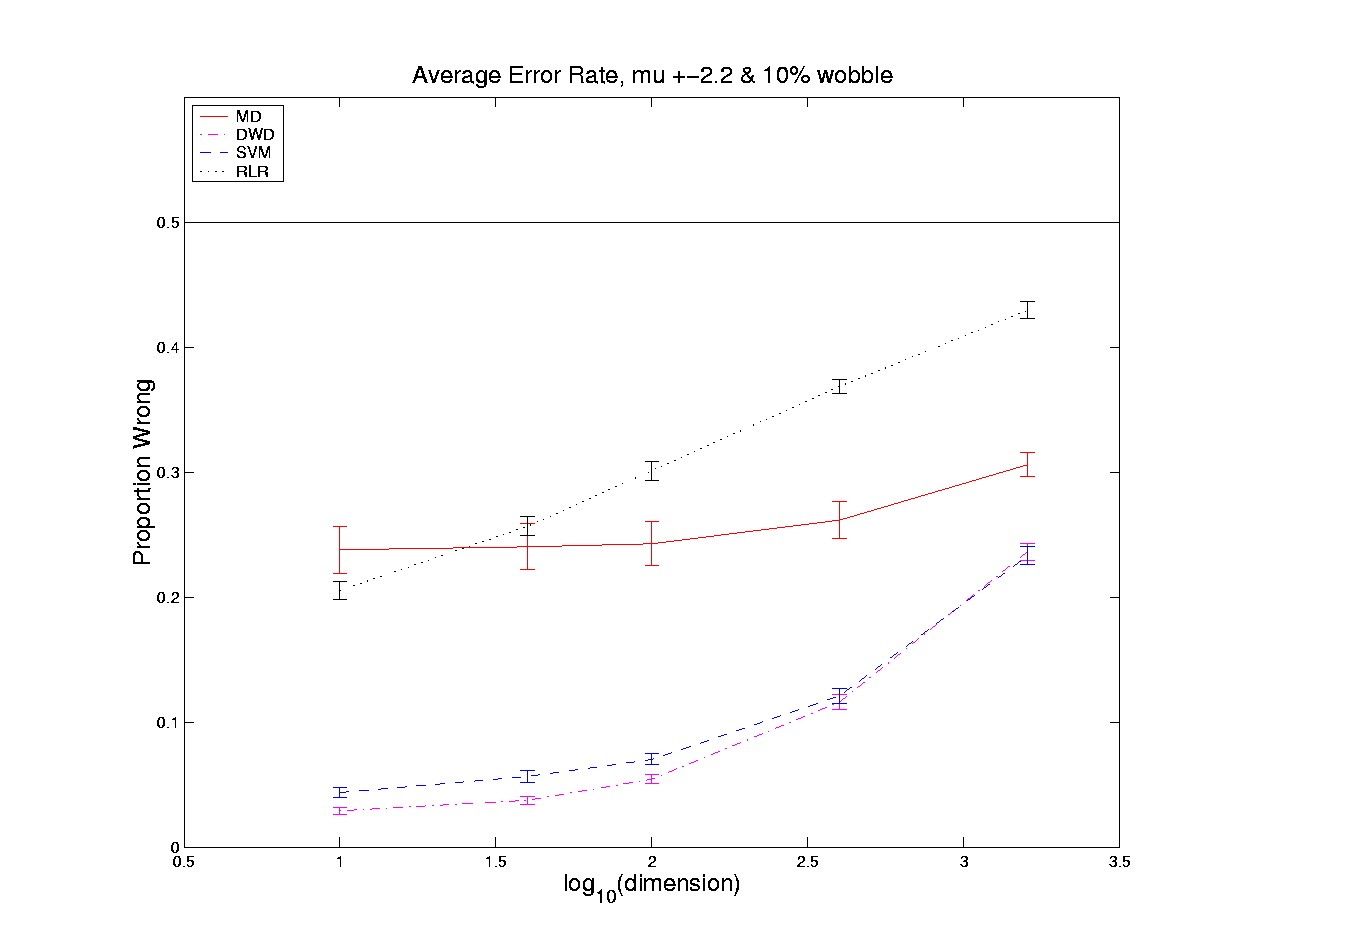 Average Error Rate, mu +−2.2 & 10% wobble
MD
DWD
SVM
RLR
0.5
0.4
0.3
0.2
0.1
0
Proportion Wrong
0.5 1 1.5 2 2.5 3 3.5
log10(dimension)